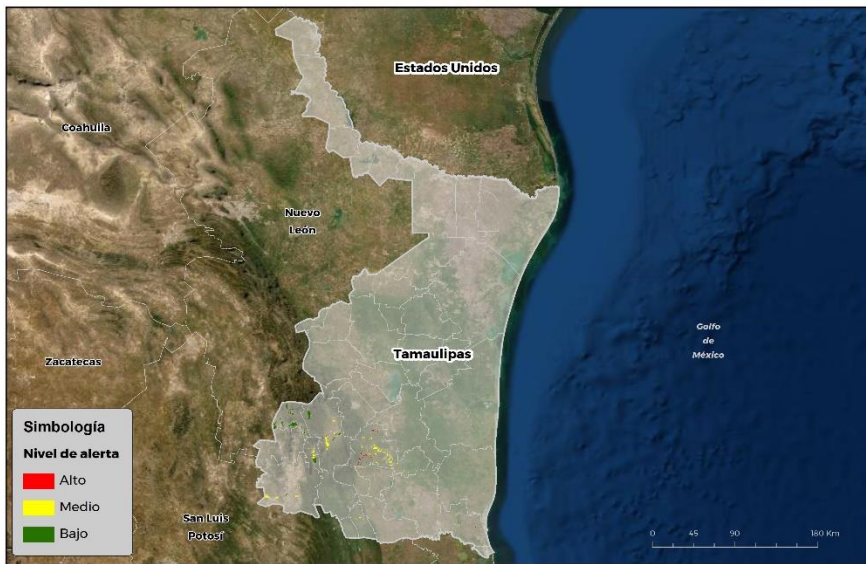 Estados Unidos
Coahuila
Nuevo
León
Golfo
de
México
Tamaulipas
Zacatecas
Simbología
Nivel de alerta
Alto
Medio
Bajo
San Luis
Potosí
0 45 90 180 Km